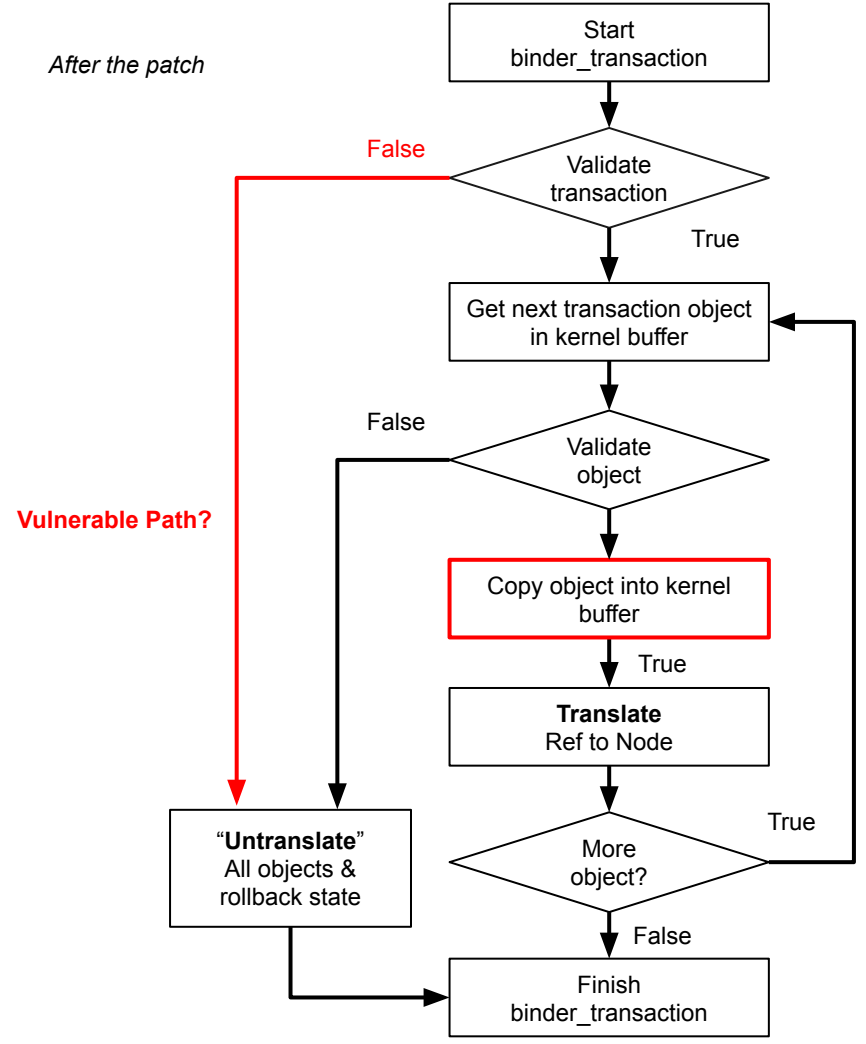 After the patch
Start
binder_transaction
False
Validate
transaction
True
Get next transaction object
in kernel buffer
False
Validate
object
Vulnerable Path?
Copy object into kernel
buffer
True
Translate
Ref to Node
“Untranslate”
All objects &
rollback state
True
More
object?
False
Finish
binder_transaction